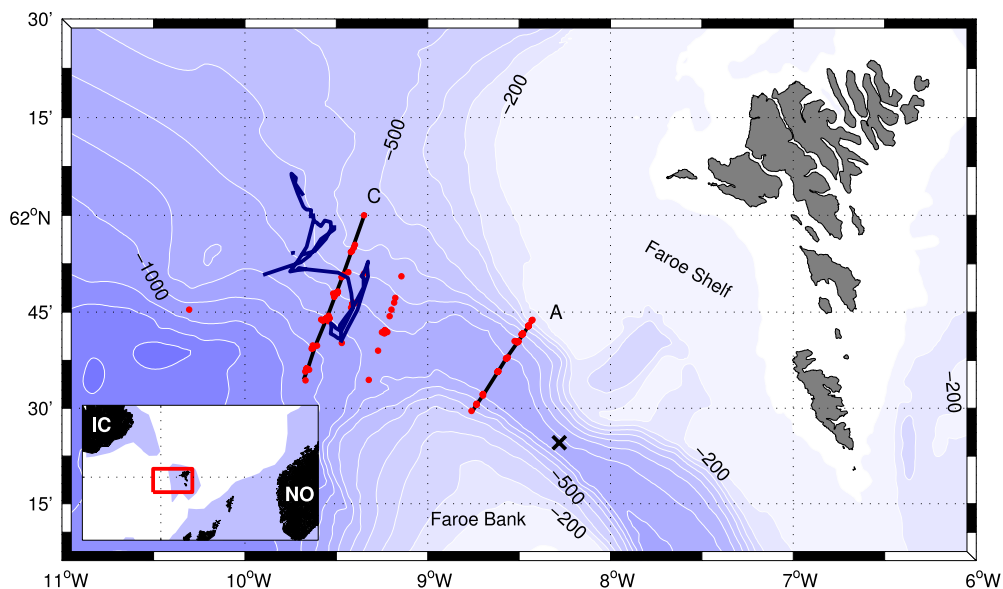 30'
15'
62°N
45'
30'
15'
11°W
10°W
9°W
8°W
7°W
6°W
−200
−500
C
−1000
Faroe Shelf
A
−200
−200
−500
−200
Faroe Bank
IC
NO